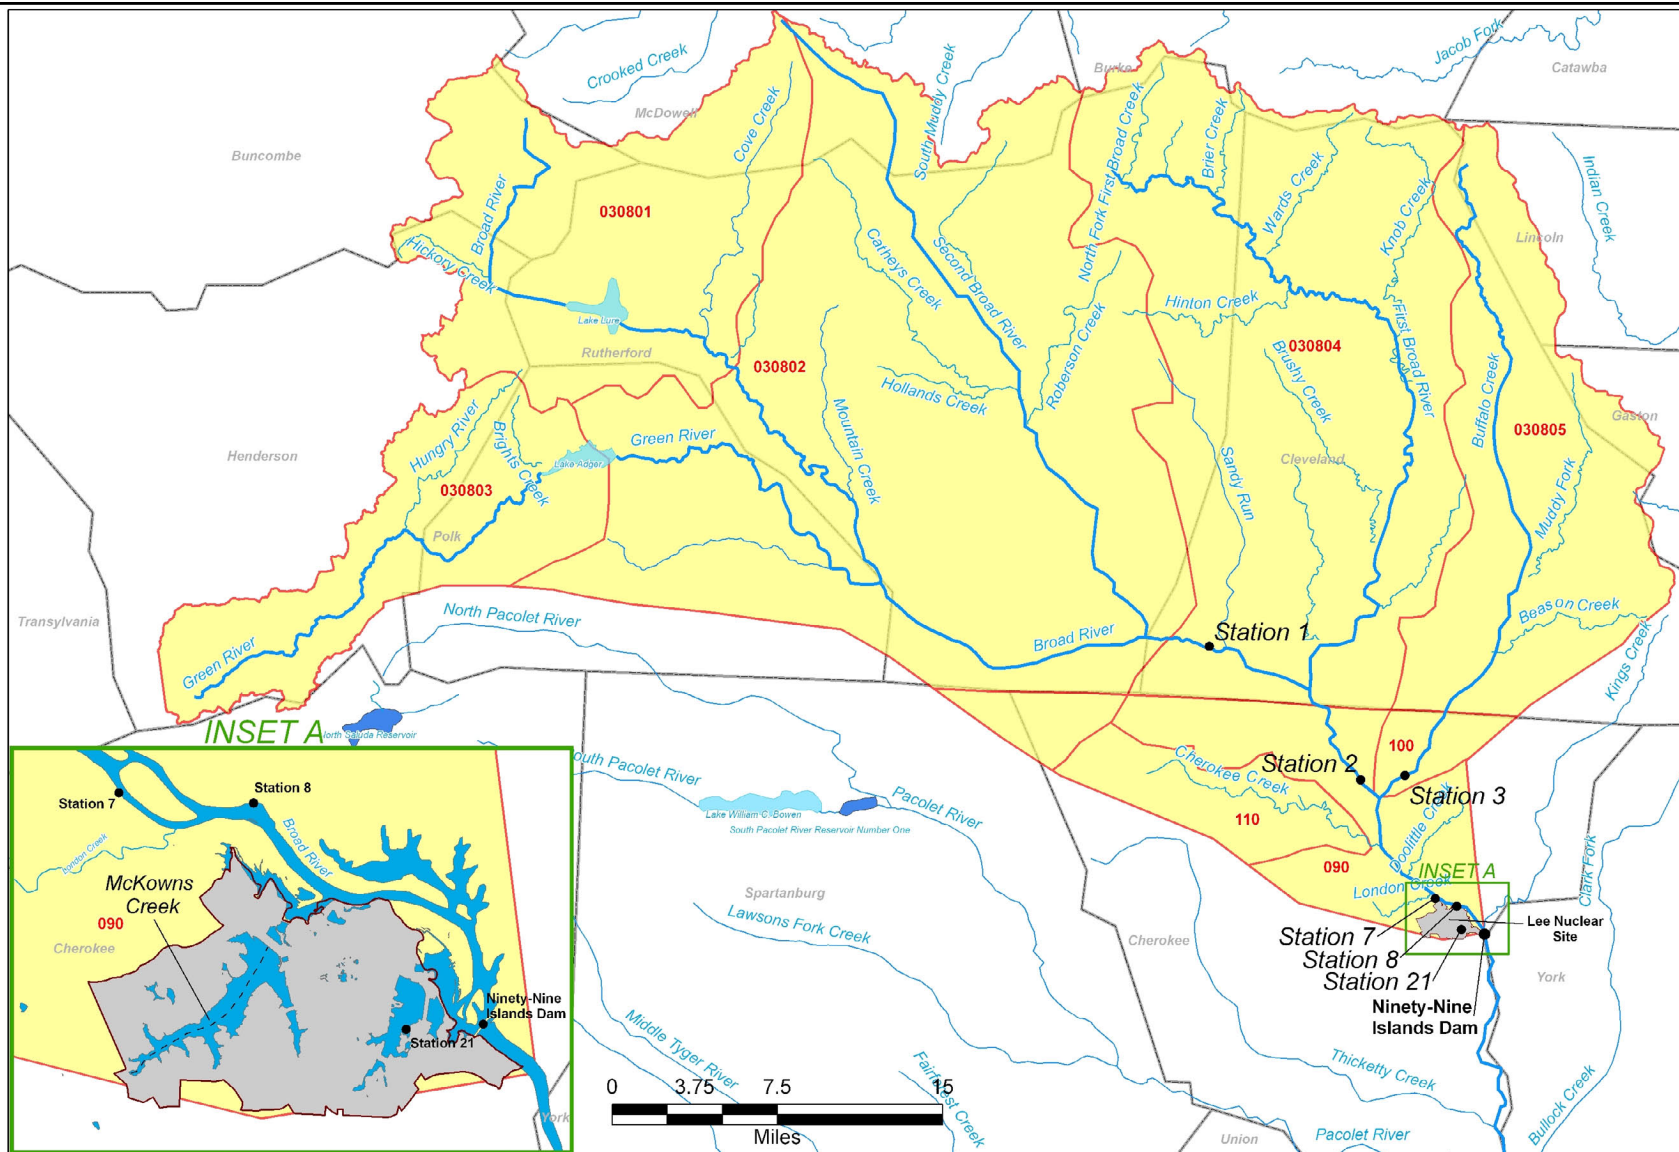 Crooked Creek
McDowell
Buncombe
Cove Creek
South Muddy Creek
Burke
Jacob Fork
Catawba
North Fork First Broad Creek
Brier Creek
Wards Creek
Knob Creek
Indian Creek
Lincoln
Broad River
030801
Hickory Creek
Lake Lure
Rutherford
030802
Catheys Creek
Second Broad River
Hollands Creek
Roberson Creek
Hinton Creek
030804
First Broad River
Brushy Creek
Buffalo Creek
Gaston
030805
Henderson
Hungry River
Brights Creek
Lake Adger
Green River
Mountain Creek
030803
Polk
Sandy Run
Cleveland
Muddy Fork
Transylvania
Green River
North Pacolet River
Broad River
Station 1
Beason Creek
Kings Creek
INSET A
North Saluda Reservoir
outh Pacolet River
Lake William C. Bowen
South Pacolet River Reservoir Number One
Pacolet River
Cherokee Creek
Station 2
100
Station 3
110
090
Doolittle Creek
INSET A
London Creek
Clark Fork
Spartanburg
Lawsons Fork Creek
Cherokee
Station 7
Station 8
Station 21
Lee Nuclear
Site
York
Ninety-Nine
Islands Dam
Middle Tyger River
Fairforest Creek
Thicketty Creek
Bullock Creek
Union
Pacolet River
Station 7
Station 8
Broad River
London Creek
McKowns
Creek
090
Cherokee
Ninety-Nine
Islands Dam
Station 21
York
0 3.75 7.5 15
Miles